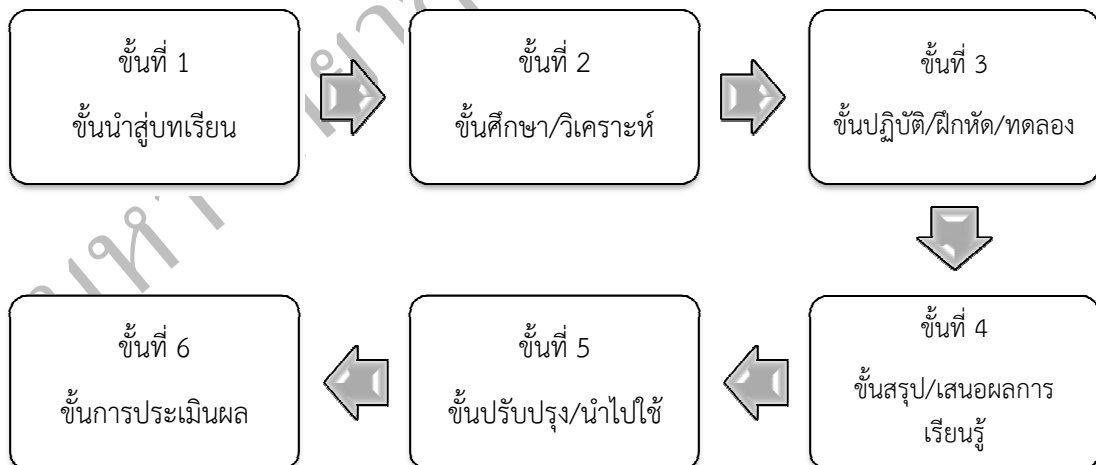 ขั้นที่ 1
ขั้นนำสู่บทเรียน
ขั้นที่ 2
ขั้นศึกษา/วิเคราะห์
ขั้นที่ 3
ขั้นปฏิบัติ/ฝึกหัด/ทดลอง
ขั้นที่ 4
ขั้นสรุป/เสนอผลการ
เรียนรู้
ขั้นที่ 5
ขั้นปรับปรุง/นำไปใช้
ขั้นที่ 6
ขั้นการประเมินผล